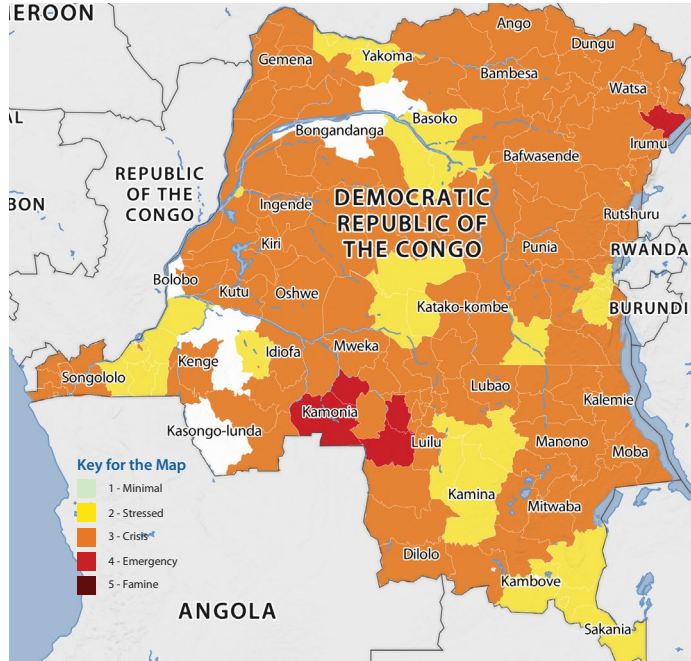 EROON
Ango
Yakoma
Dungu
Gemena
Bambesa
Watsa
AL
Basoko
Bongandanga
Irumu
Bafwasende
REPUBLIC
OF THE
CONGO
DEMOCRATIC
REPUBLIC OF
THE CONGO
BON
Ingende
Rutshuru
Kiri
Punia
RWANDA
Bolobo
Kutu
Oshwe
Katako-kombe
BURUNDI
Mweka
Idiofa
Kenge
Songololo
Lubao
Kalemie
Kamonia
Kasongo-lunda
Luilu
Manono
Moba
Key for the Map
1 - Minimal
2 - Stressed
3 - Crisis
4 - Emergency
5 - Famine
Kamina
Mitwaba
Dilolo
Kambove
ANGOLA
Sakania